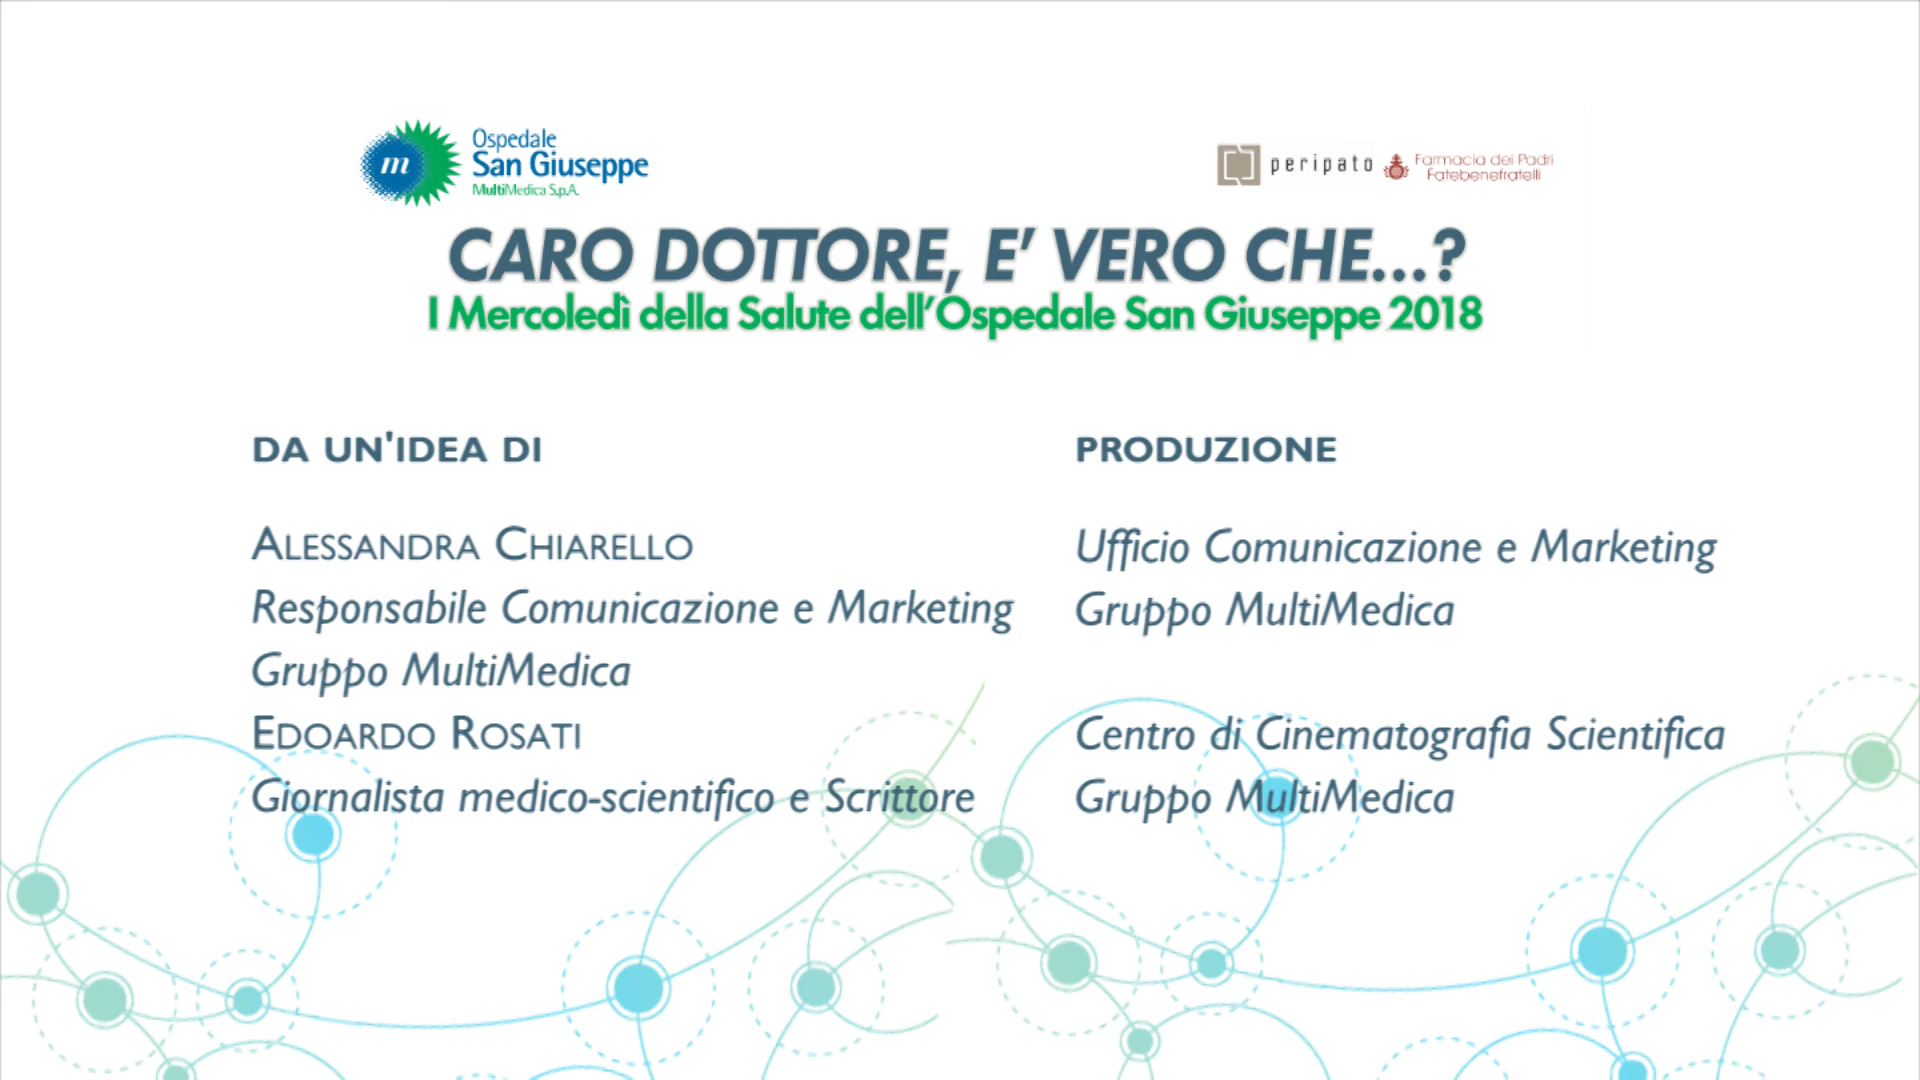 Ospedale
San Giuseppe
MultiMedica S.p.A.
m
peripato
Farmacia dei Padri
Fatebenefratelli
CARO DOTTORE, E’ VERO CHE...?
I Mercoledì della Salute dell’Ospedale San Giuseppe 2018
DA UN'IDEA DI
ALESSANDRA CHIARELLO
Responsabile Comunicazione e Marketing
Gruppo MultiMedica
EDOARDO ROSATI
Giornalista medico-scientifico e Scrittore
PRODUZIONE
Ufficio Comunicazione e Marketing
Gruppo MultiMedica
Centro di Cinematografia Scientifica
Gruppo MultiMedica